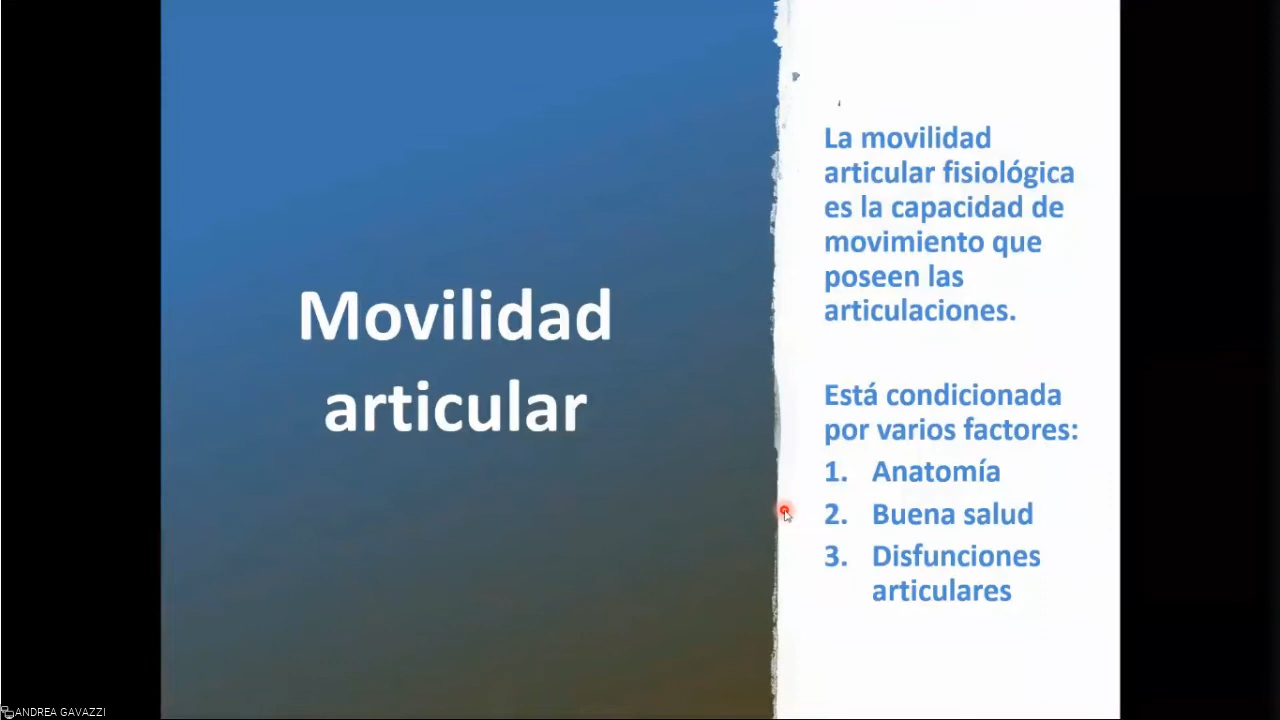 Movilidad
articular
La movilidad
articular fisiológica
es la capacidad de
movimiento que
poseen las
articulaciones.
Está condicionada
por varios factores:
1. Anatomía
2. Buena salud
3. Disfunciones
articulares
ANDREA GAVAZZI